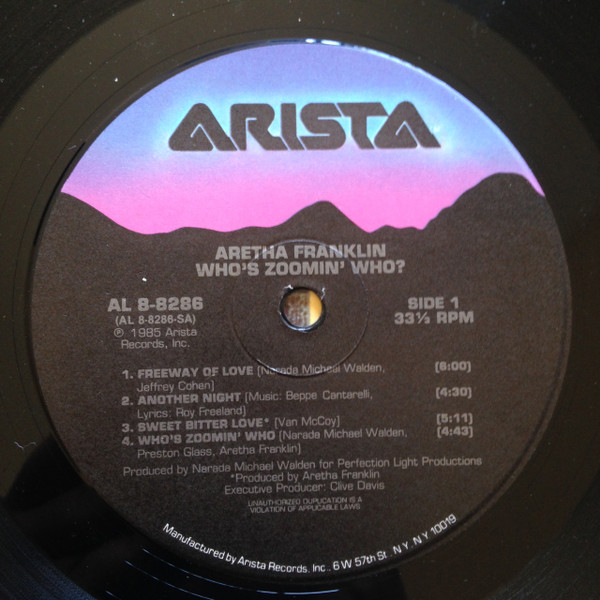 ARISTA
ARETHA FRANKLIN
WHO'S ZOOMIN' WHO?
AL 8-8286
(AL 8-8286-SA)
℗ 1985 Arista
Records, Inc.
SIDE 1
33⅓ RPM
1. FREEWAY OF LOVE [Narada Michael Walden, [6:00]
Jeffrey Cohen]
2. ANOTHER NIGHT [Music: Beppe Cantarelli, [4:30]
Lyrics: Roy Freeland]
3. SWEET BITTER LOVE* [Van McCoy] [5:11]
4. WHO'S ZOOMIN' WHO [Narada Michael Walden, [4:43]
Preston Glass, Aretha Franklin]
Produced by Narada Michael Walden for Perfection Light Productions
*Produced by Aretha Franklin
Executive Producer: Clive Davis
UNAUTHORIZED DUPLICATION IS A
VIOLATION OF APPLICABLE LAWS
Manufactured by Arista Records, Inc., 6 W 57th St., N.Y., N.Y. 10019